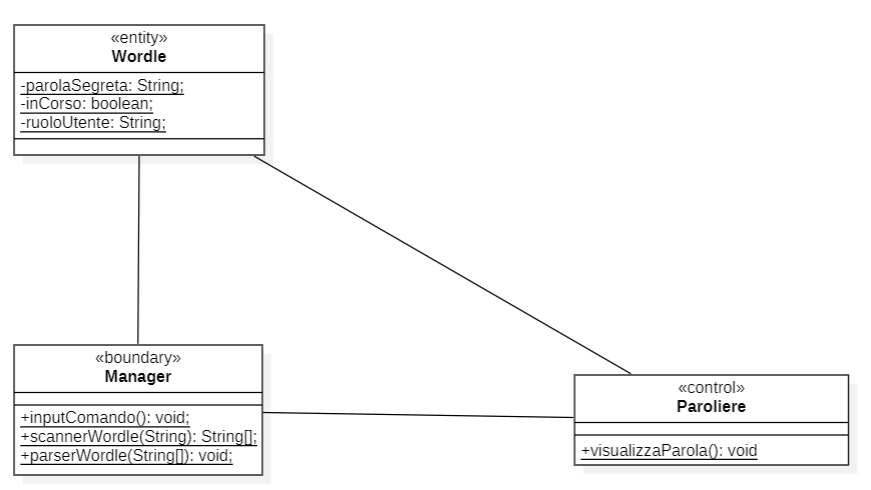 «entity»
Wordle
-parolaSegreta: String;
-inCorso: boolean;
-ruoloUtente: String;
«boundary»
Manager
+inputComando(): void;
+scannerWordle(String): String[];
+parserWordle(String[]): void;
«control»
Paroliere
+visualizzaParola(): void